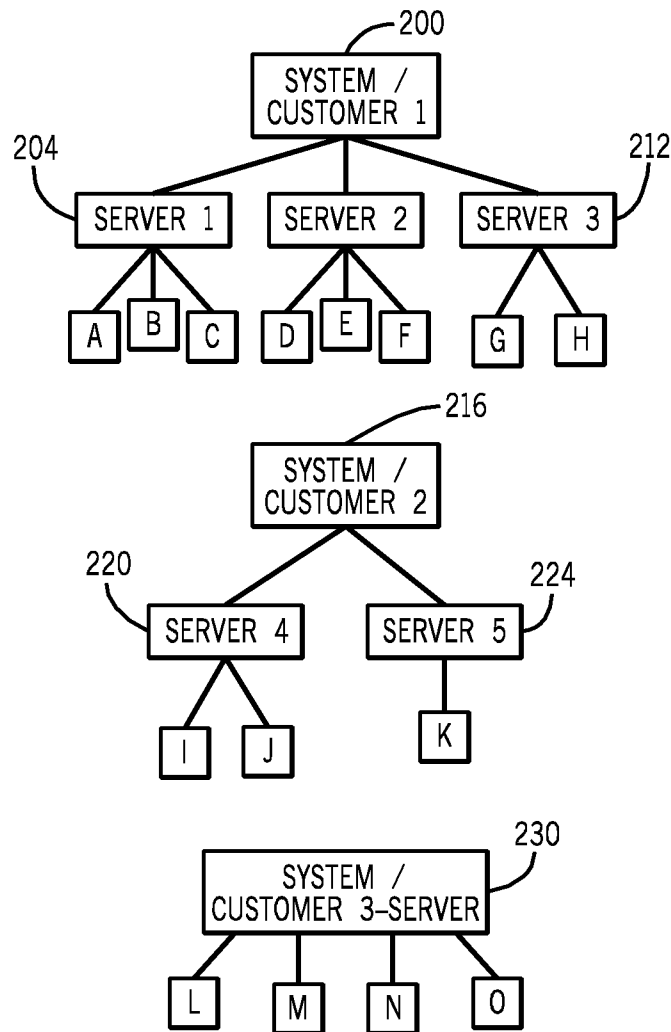 200
SYSTEM /
CUSTOMER 1
204
212
SERVER 1
SERVER 2
SERVER 3
A
B
C
D
E
F
G
H
216
SYSTEM /
CUSTOMER 2
220
224
SERVER 4
SERVER 5
I
J
K
230
SYSTEM /
CUSTOMER 3–SERVER
L
M
N
O